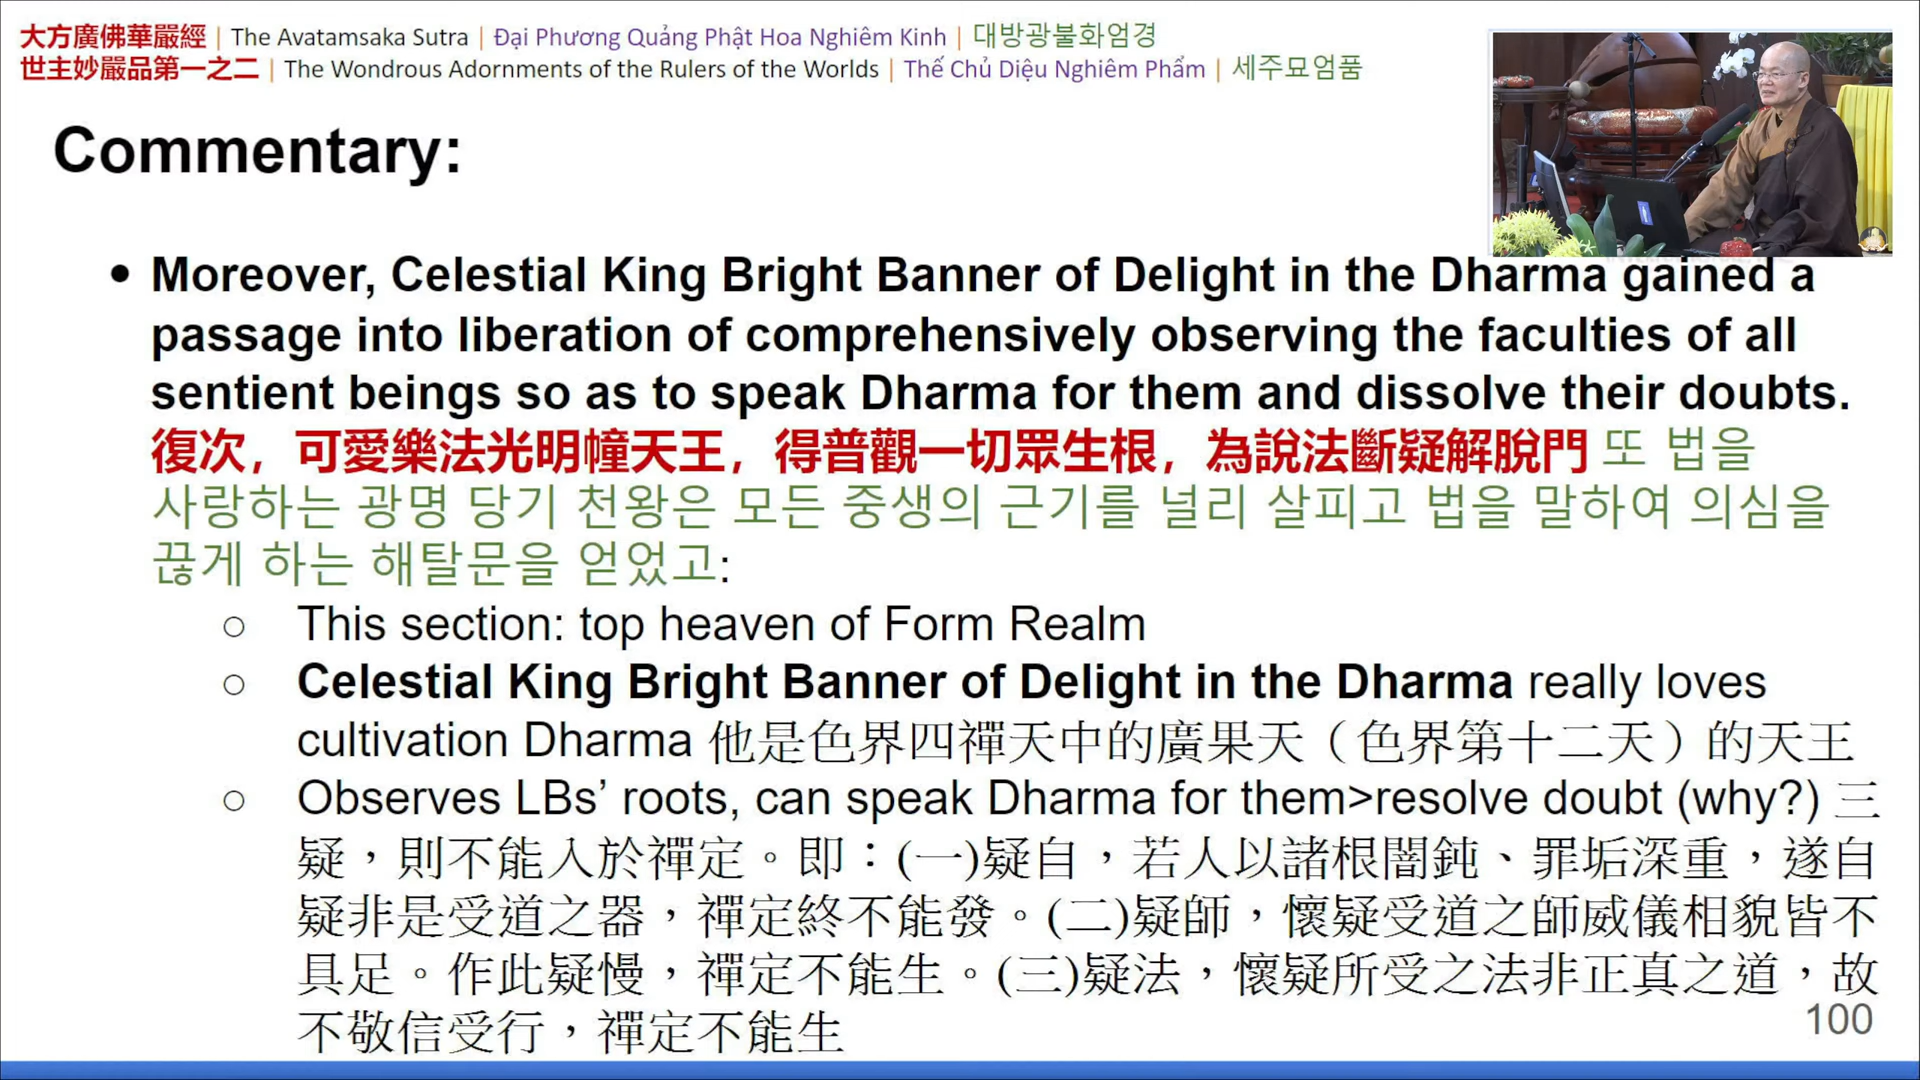 大方廣佛華嚴經 | The Avatamsaka Sutra | Đại Phương Quảng Phật Hoa Nghiêm Kinh | 대방광불화엄경
世主妙嚴品第一之二 | The Wondrous Adornments of the Rulers of the Worlds | Thế Chủ Diệu Nghiêm Phẩm | 세주묘엄품
Commentary:
● Moreover, Celestial King Bright Banner of Delight in the Dharma gained a
passage into liberation of comprehensively observing the faculties of all
sentient beings so as to speak Dharma for them and dissolve their doubts.
復次，可愛樂法光明幢天王，得普觀一切眾生根，為說法斷疑解脫門 또 법을
사랑하는 광명 당기 천왕은 모든 중생의 근기를 널리 살피고 법을 말하여 의심을
끊게 하는 해탈문을 얻었고:
○ This section: top heaven of Form Realm
○ Celestial King Bright Banner of Delight in the Dharma really loves
cultivation Dharma 他是色界四禪天中的廣果天（色界第十二天）的天王
○ Observes LBs’ roots, can speak Dharma for them>resolve doubt (why?) 三
疑，則不能入於禪定。即：(一)疑自，若人以諸根闇鈍、罪垢深重，遂自
疑非是受道之器，禪定終不能發。(二)疑師，懷疑受道之師威儀相貌皆不
具足。作此疑慢，禪定不能生。(三)疑法，懷疑所受之法非正真之道，故
不敬信受行，禪定不能生
100